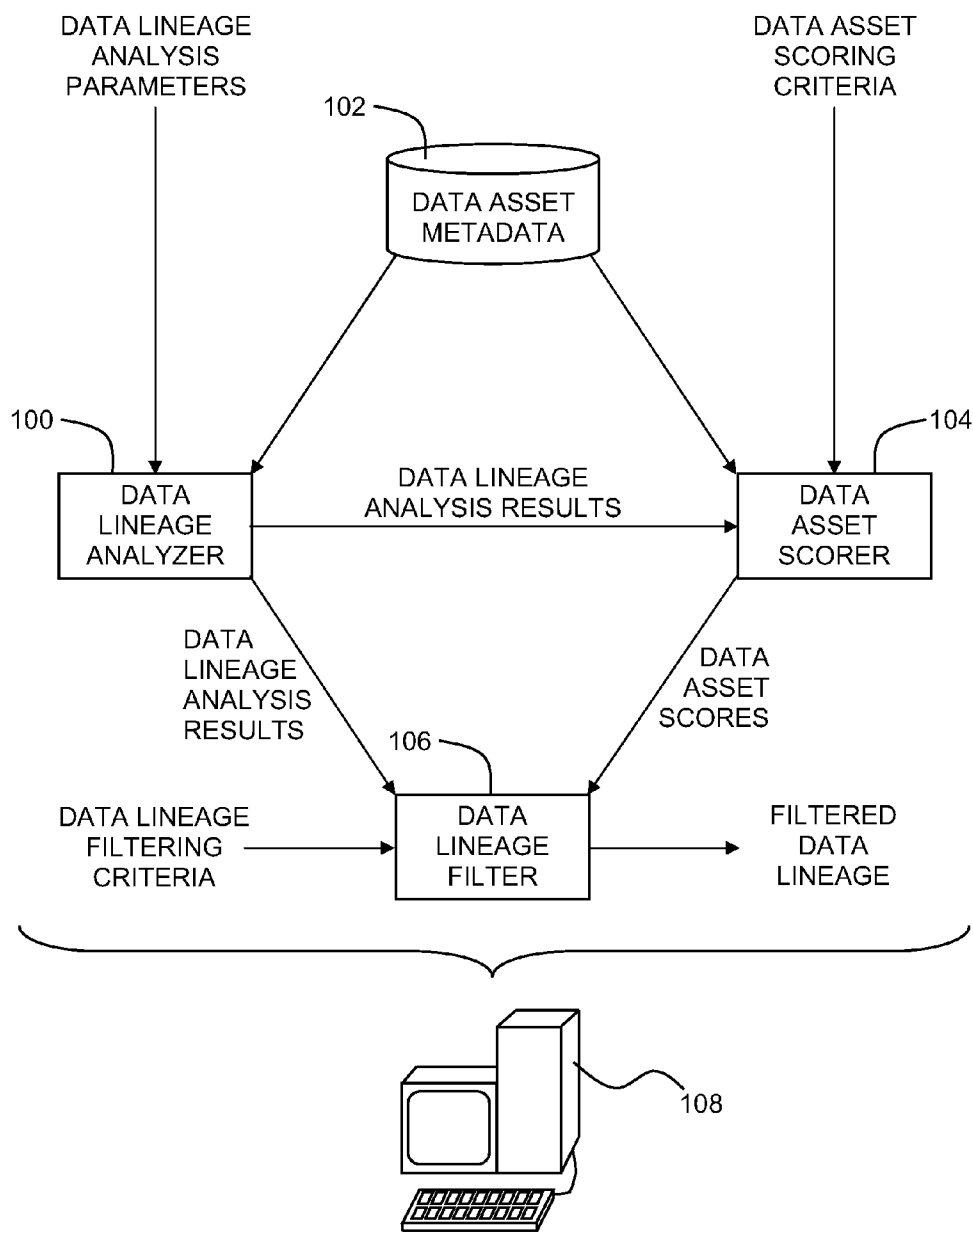 DATA LINEAGE
ANALYSIS
PARAMETERS
DATA ASSET
SCORING
CRITERIA
102
DATA ASSET
METADATA
100
104
DATA
LINEAGE
ANALYZER
DATA LINEAGE
ANALYSIS RESULTS
DATA
ASSET
SCORER
DATA
LINEAGE
ANALYSIS
RESULTS
DATA
ASSET
SCORES
106
DATA LINEAGE
FILTERING
CRITERIA
DATA
LINEAGE
FILTER
FILTERED
DATA
LINEAGE
108